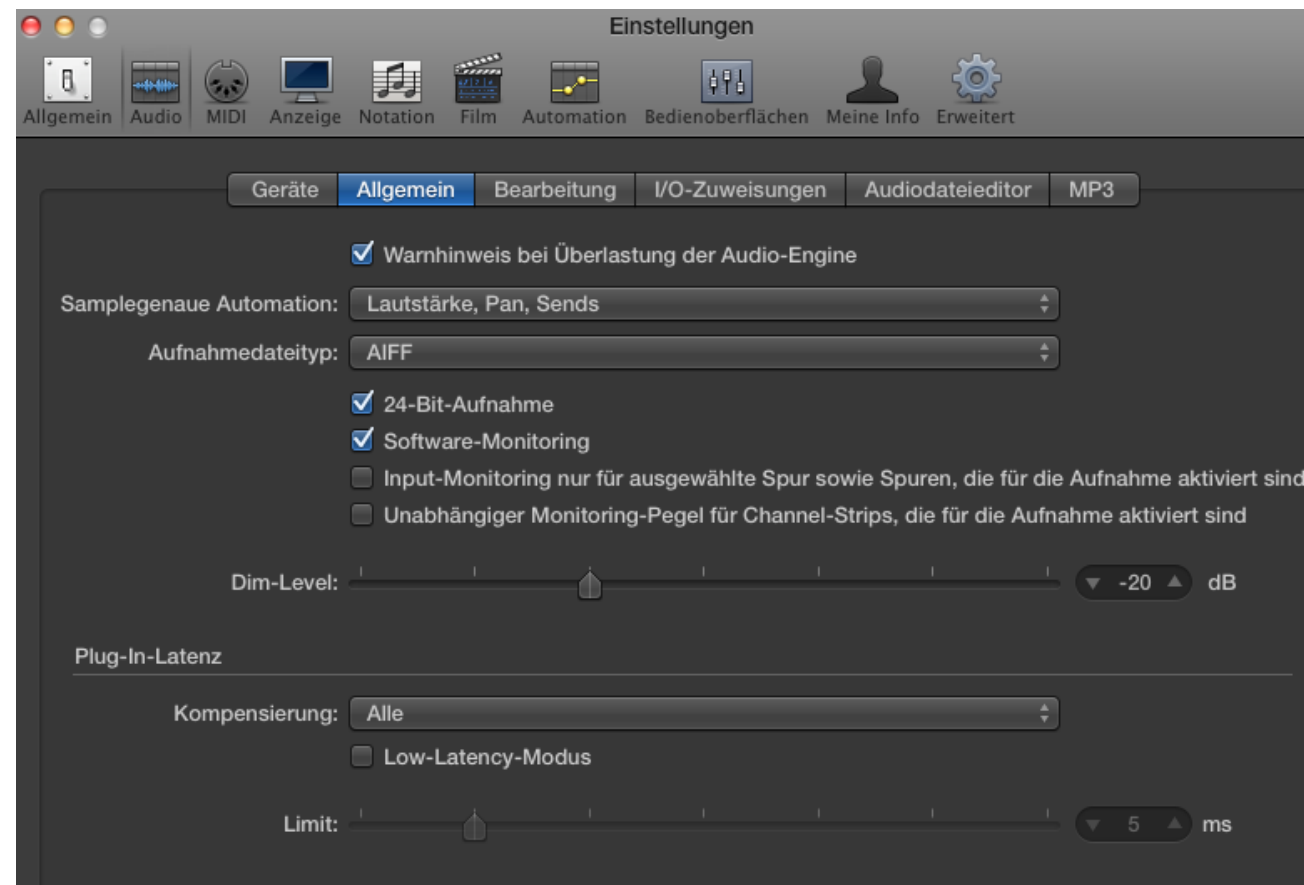 Einstellungen
Allgemein Audio MIDI Anzeige Notation Film Automation Bedienoberflächen Meine Info Erweitert
Geräte Allgemein Bearbeitung I/O-Zuweisungen Audiodateieditor MP3
Warnhinweis bei Überlastung der Audio-Engine
Samplegenaue Automation: Lautstärke, Pan, Sends
Aufnahmedateityp: AIFF
24-Bit-Aufnahme
Software-Monitoring
Input-Monitoring nur für ausgewählte Spur sowie Spuren, die für die Aufnahme aktiviert sind
Unabhängiger Monitoring-Pegel für Channel-Strips, die für die Aufnahme aktiviert sind
Dim-Level: -20 dB
Plug-In-Latenz
Kompensierung: Alle
Low-Latency-Modus
Limit: 5 ms